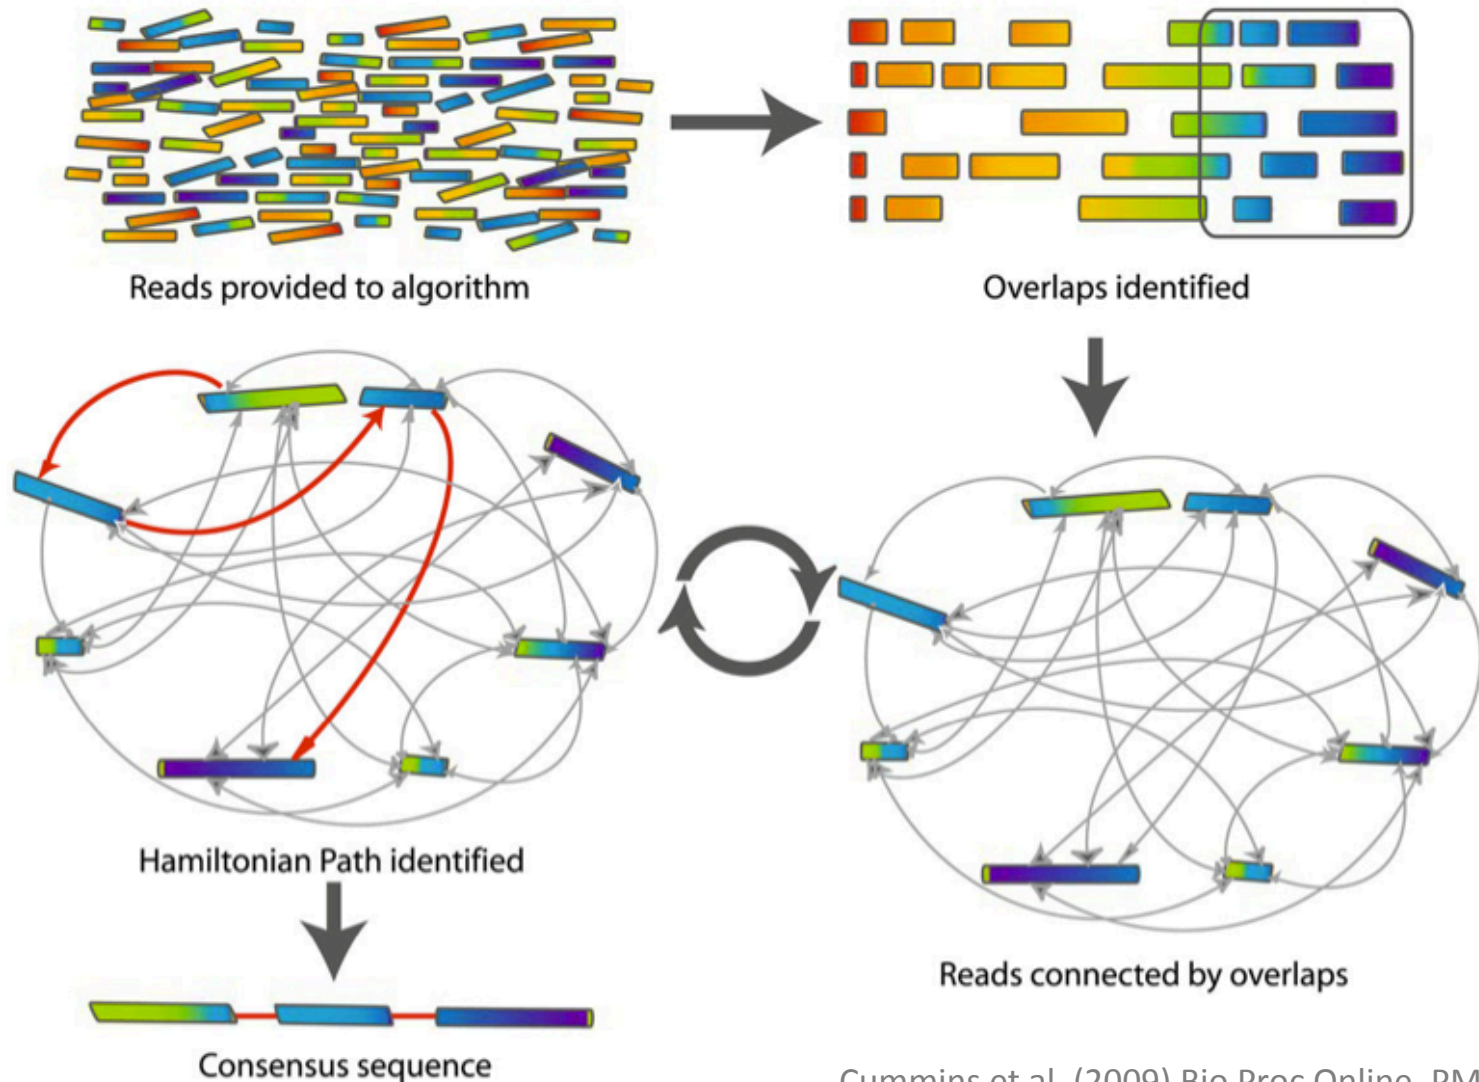 Reads provided to algorithm
Overlaps identified
Hamiltonian Path identified
Reads connected by overlaps
Consensus sequence
Cummins et al. (2009) Bio Proc Online, PM